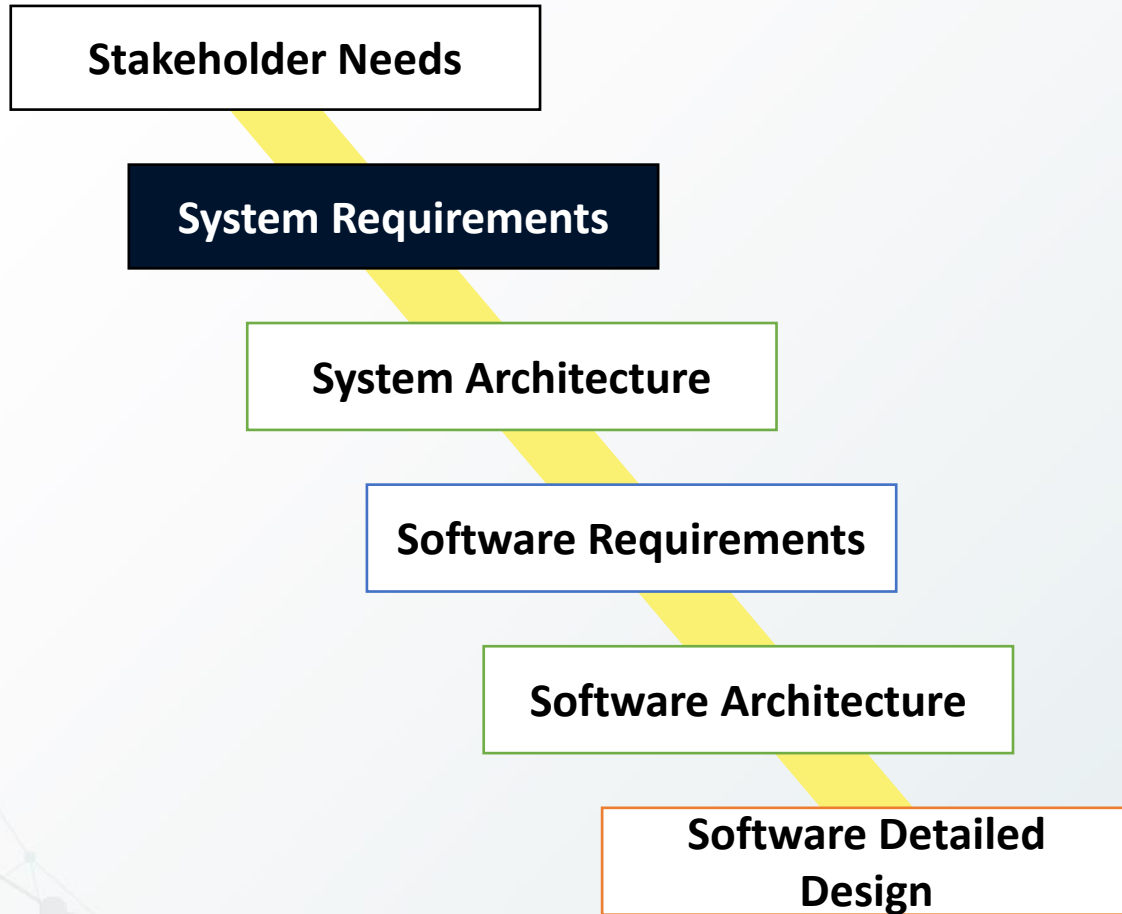 Stakeholder Needs
System Requirements
System Architecture
Software Requirements
Software Architecture
Software Detailed
Design